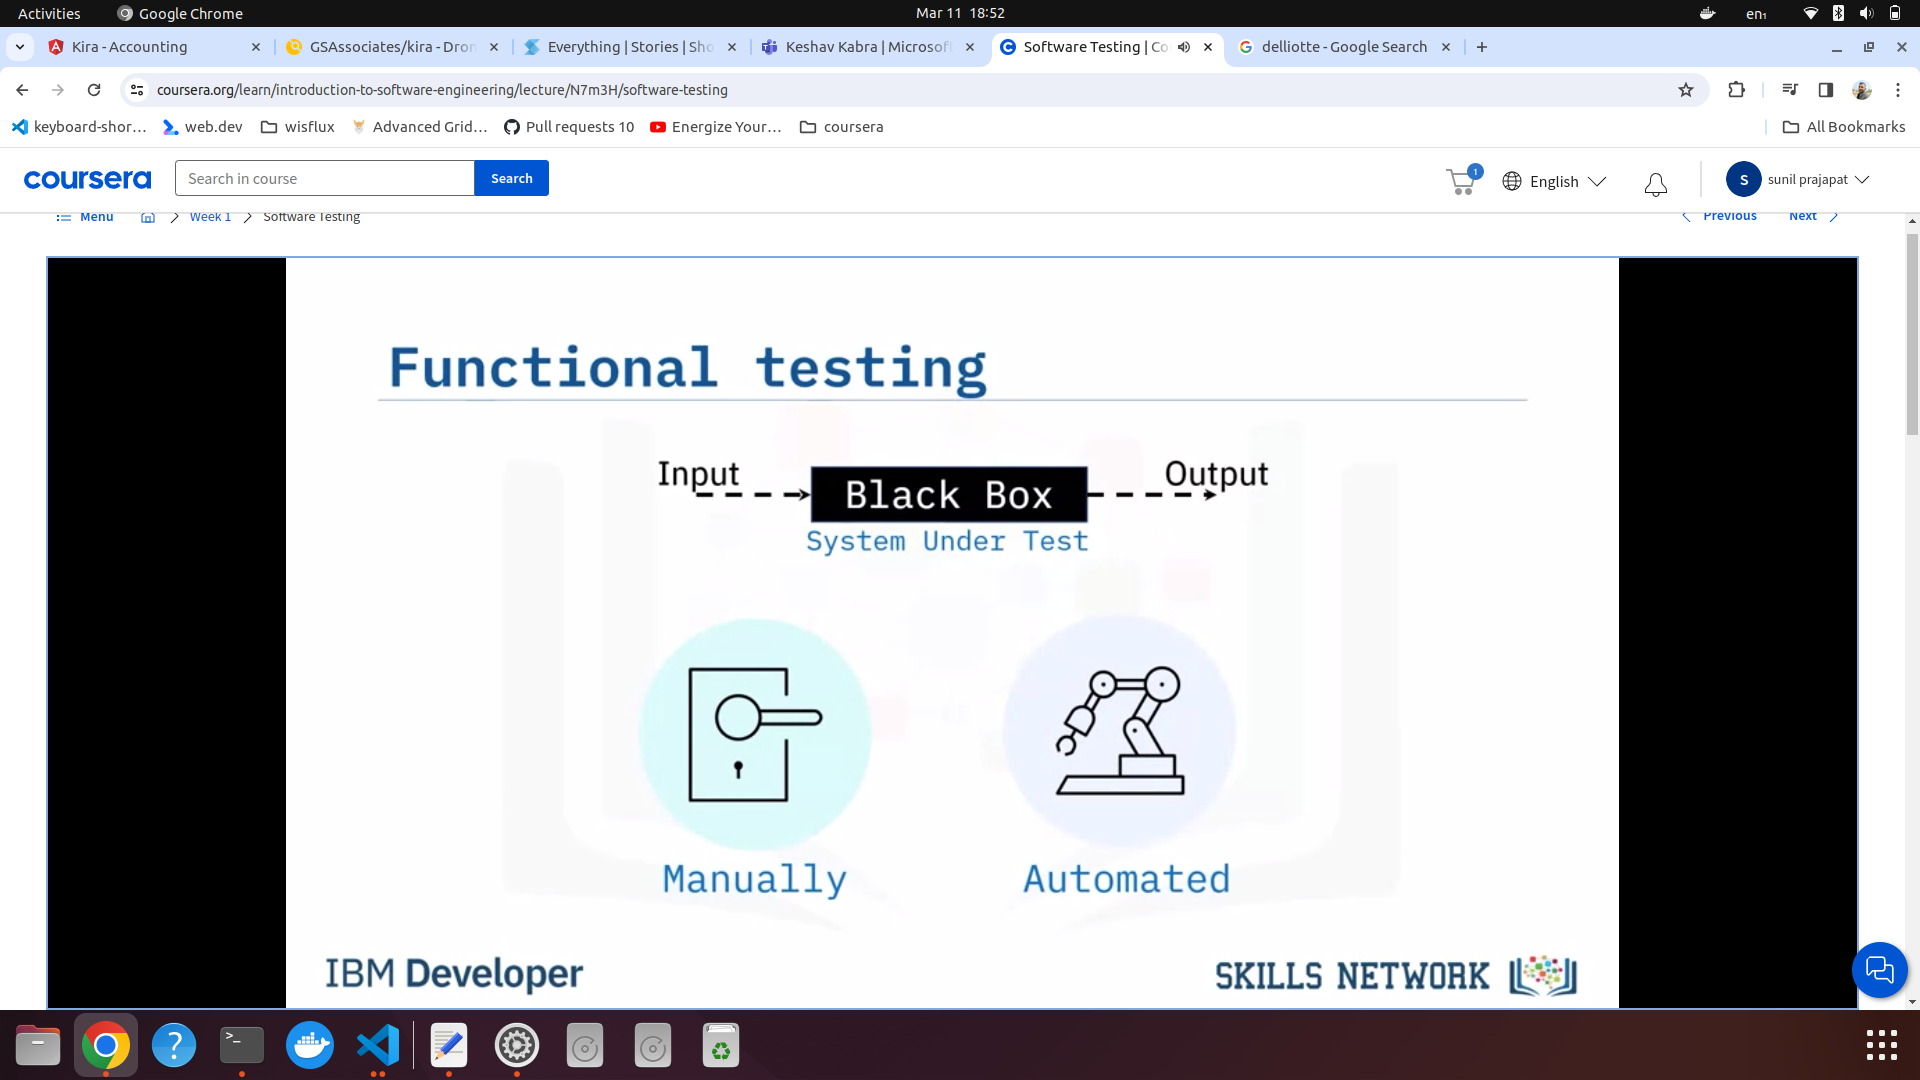 Activities
Google Chrome
Mar 11 18:52
en₁
Kira - Accounting
GSAssociates/kira - Dron
Everything | Stories | Sho
Keshav Kabra | Microsof
Software Testing | Co
delliotte - Google Search
coursera.org/learn/introduction-to-software-engineering/lecture/N7m3H/software-testing
keyboard-shor...
web.dev
wisflux
Advanced Grid...
Pull requests 10
Energize Your...
coursera
All Bookmarks
coursera
Search in course
Search
1
English
S
sunil prajapat
Menu
Week 1
Software Testing
Previous
Next
Functional testing
Input
Black Box
Output
System Under Test
Manually
Automated
IBM Developer
SKILLS NETWORK